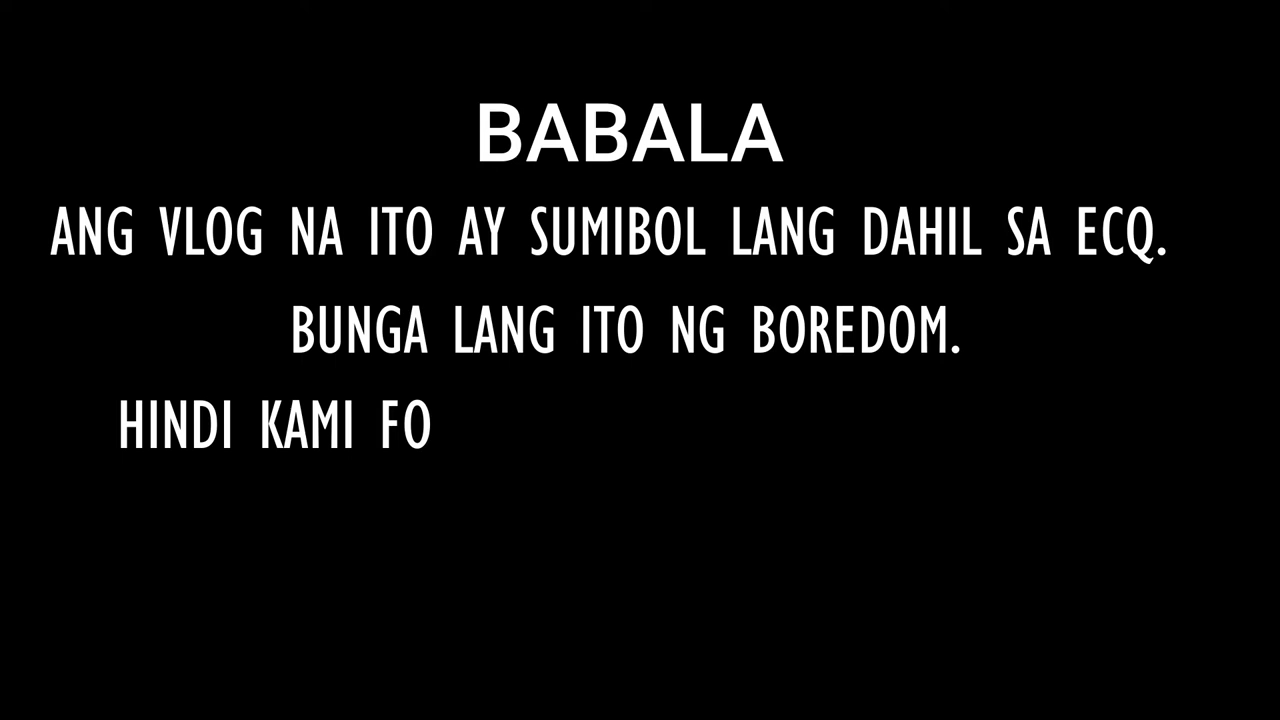 BABALA
ANG VLOG NA ITO AY SUMIBOL LANG DAHIL SA ECQ.
BUNGA LANG ITO NG BOREDOM.
HINDI KAMI FO